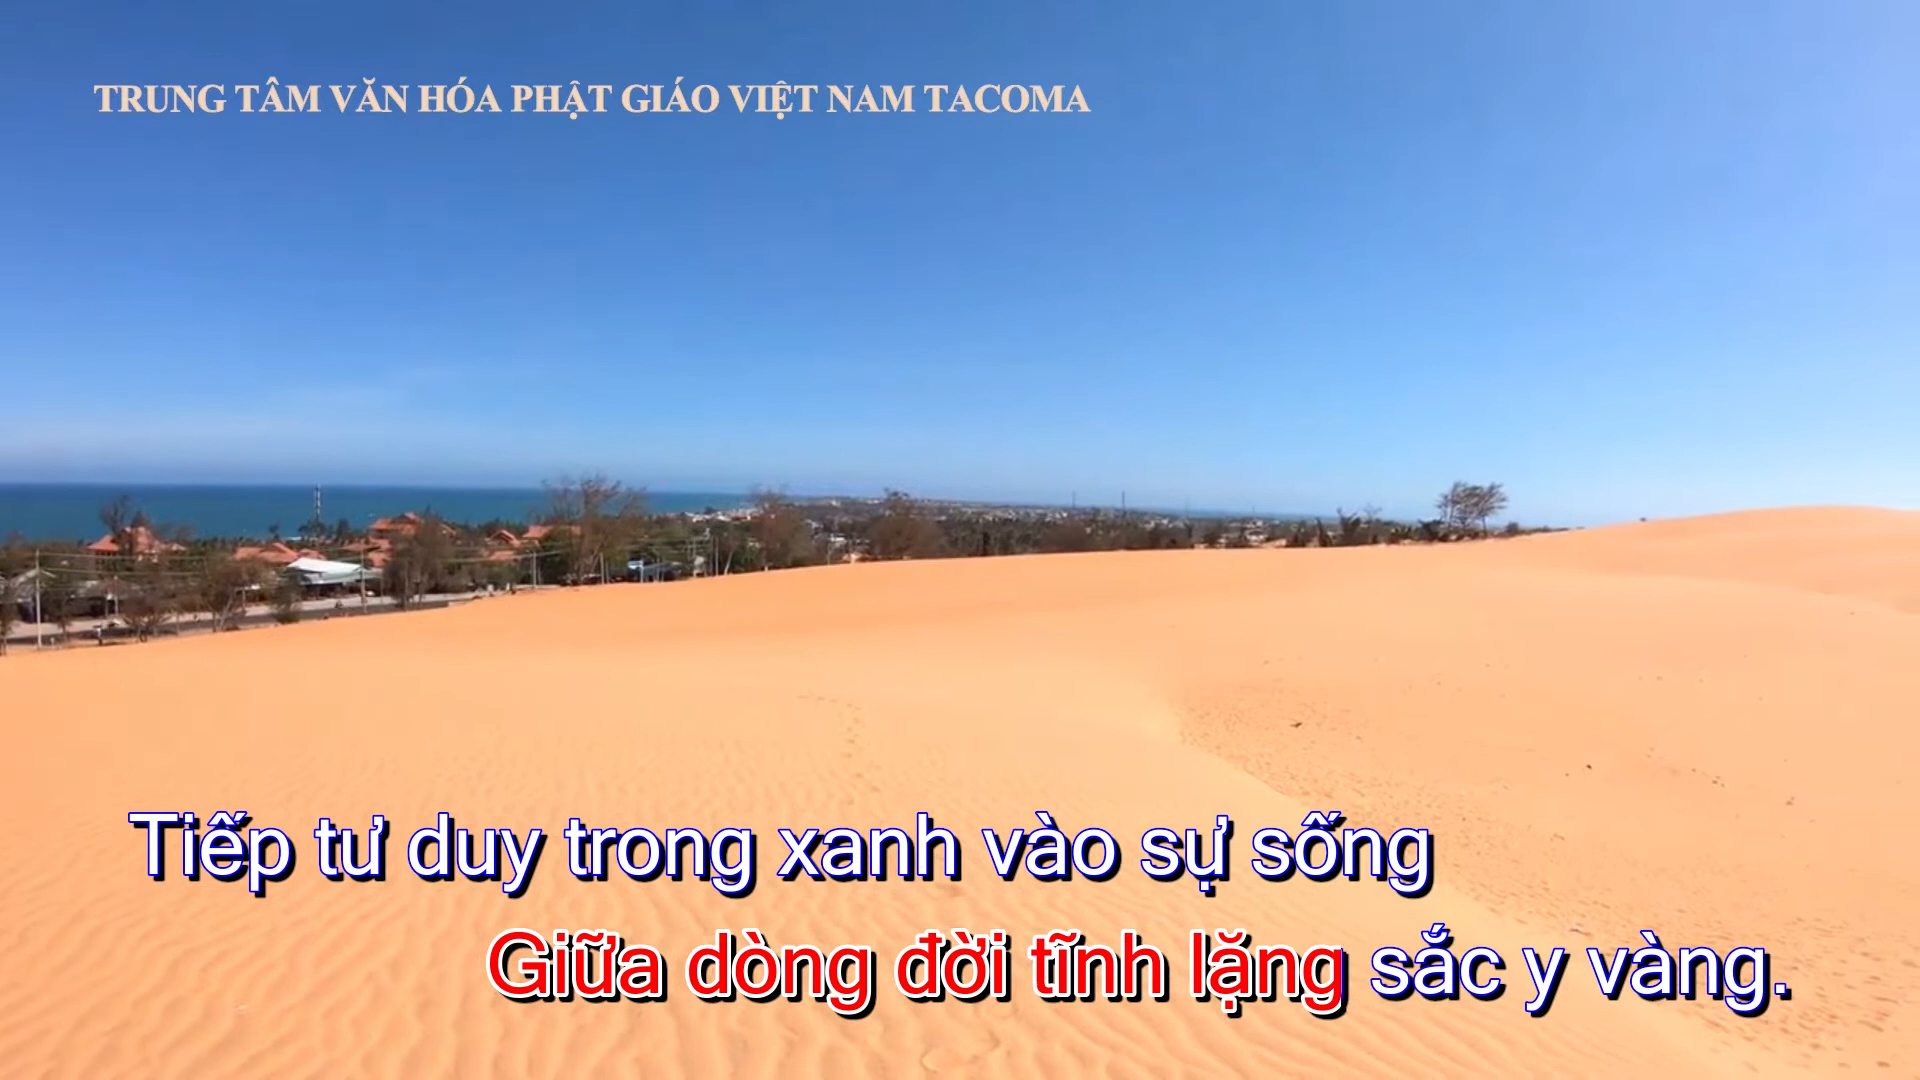 TRUNG TÂM VĂN HÓA PHẬT GIÁO VIỆT NAM TACOMA
Tiếp tư duy trong xanh vào sự sống
Giữa dòng đời tĩnh lặng sắc y vàng.